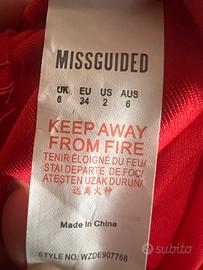 MISSGUIDED
UK EU US AUS
6 34 2 6
KEEP AWAY
FROM FIRE
TENIR ÉLOIGNÉ DU FEU/
STAI DEPARTE DE FOC/
ATESTEN UZAK DURUN/
远离火种
Made in China
STYLE NO: WZDE907768
subito